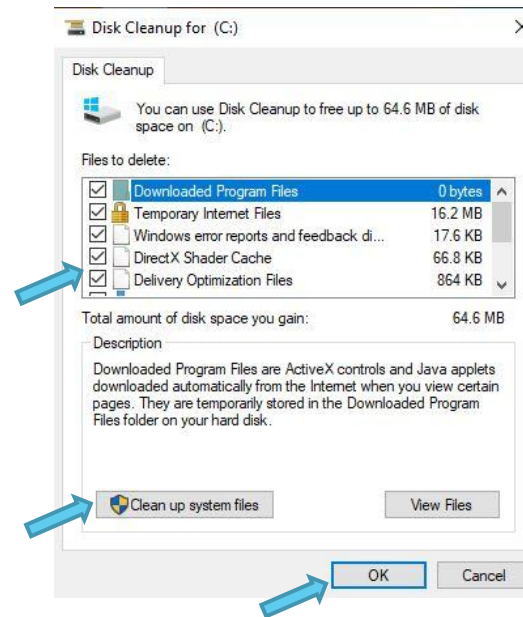 Disk Cleanup for (C:)
Disk Cleanup
You can use Disk Cleanup to free up to 64.6 MB of disk
space on (C:).
Files to delete:
Downloaded Program Files 0 bytes
Temporary Internet Files 16.2 MB
Windows error reports and feedback di... 17.6 KB
DirectX Shader Cache 66.8 KB
Delivery Optimization Files 864 KB
Total amount of disk space you gain: 64.6 MB
Description
Downloaded Program Files are ActiveX controls and Java applets
downloaded automatically from the Internet when you view certain
pages. They are temporarily stored in the Downloaded Program
Files folder on your hard disk.
Clean up system files View Files
OK Cancel